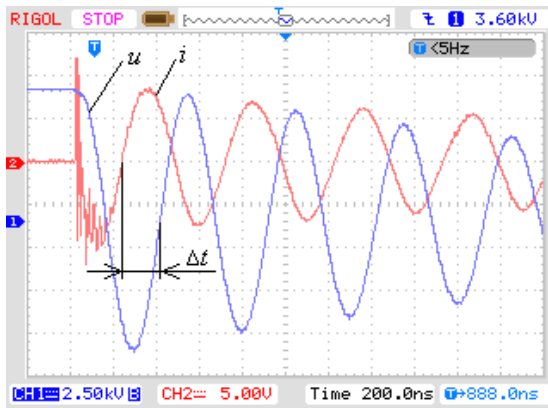 RIGOL STOP T ꞙ 1 3.60kV
T T <5Hz
u i
2
1
Δt
CH1 2.50kV B CH2 5.00V Time 200.0ns T→888.0ns